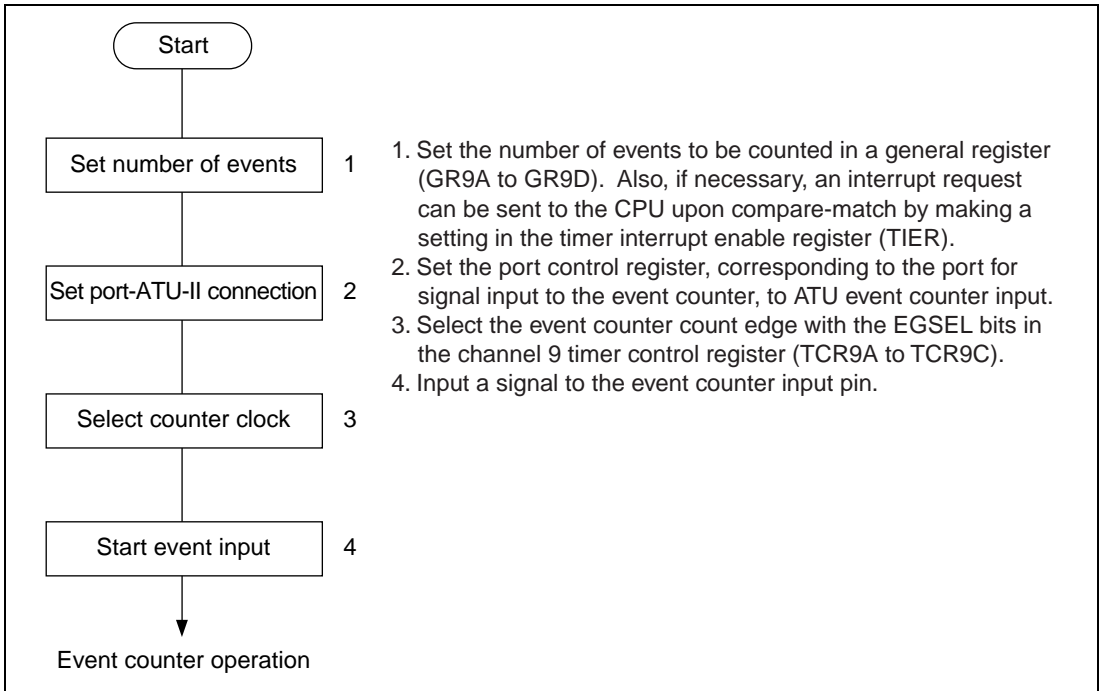 Start
Set number of events
1
Set port-ATU-II connection
2
Select counter clock
3
Start event input
4
Event counter operation
1. Set the number of events to be counted in a general register
(GR9A to GR9D). Also, if necessary, an interrupt request
can be sent to the CPU upon compare-match by making a
setting in the timer interrupt enable register (TIER).
2. Set the port control register, corresponding to the port for
signal input to the event counter, to ATU event counter input.
3. Select the event counter count edge with the EGSEL bits in
the channel 9 timer control register (TCR9A to TCR9C).
4. Input a signal to the event counter input pin.